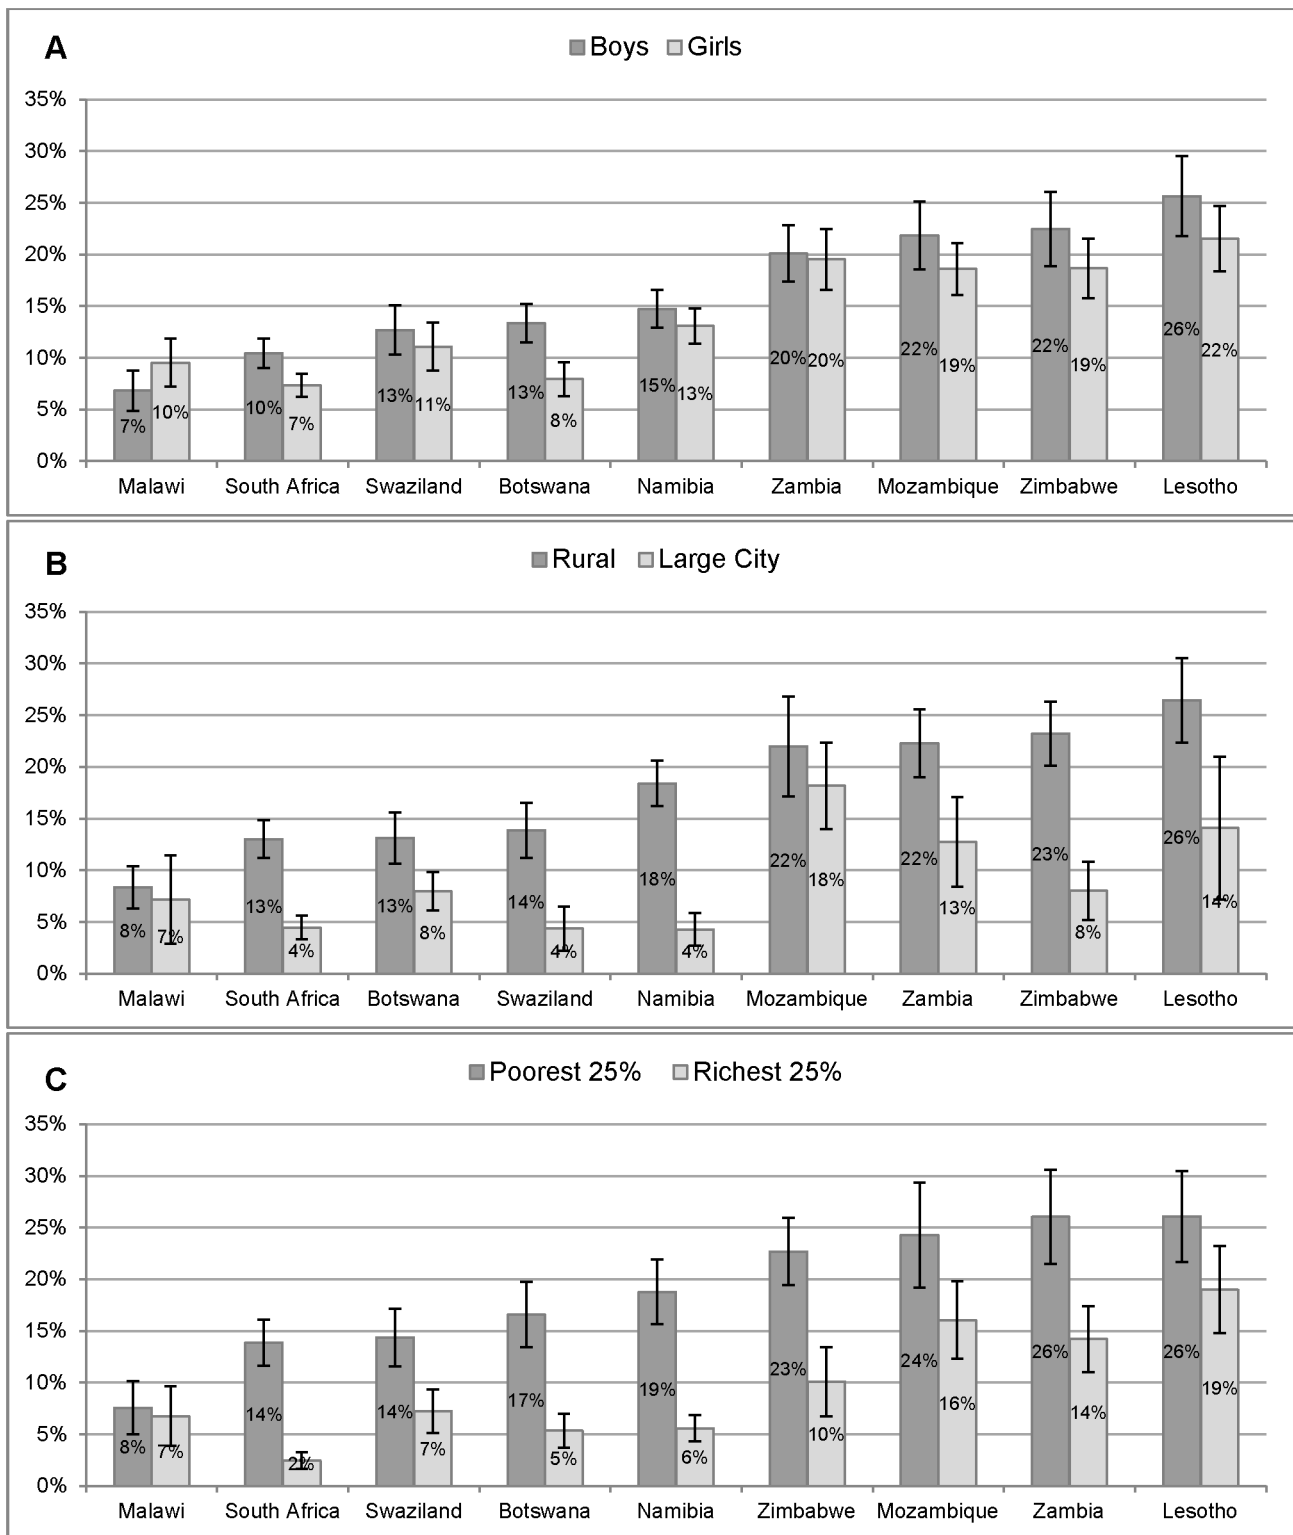 A
Boys Girls
35%
30%
25%
20%
15%
10%
5%
0%
7% 10% 10% 7% 13% 11% 13% 8% 15% 13% 20% 20% 22% 19% 22% 19% 26% 22%
Malawi South Africa Swaziland Botswana Namibia Zambia Mozambique Zimbabwe Lesotho
B
Rural Large City
35%
30%
25%
20%
15%
10%
5%
0%
8% 7% 13% 4% 13% 8% 14% 4% 18% 4% 22% 18% 22% 13% 23% 8% 26% 14%
Malawi South Africa Botswana Swaziland Namibia Mozambique Zambia Zimbabwe Lesotho
C
Poorest 25% Richest 25%
35%
30%
25%
20%
15%
10%
5%
0%
8% 7% 14% 2% 14% 7% 17% 5% 19% 6% 23% 10% 24% 16% 26% 14% 26% 19%
Malawi South Africa Swaziland Botswana Namibia Zimbabwe Mozambique Zambia Lesotho